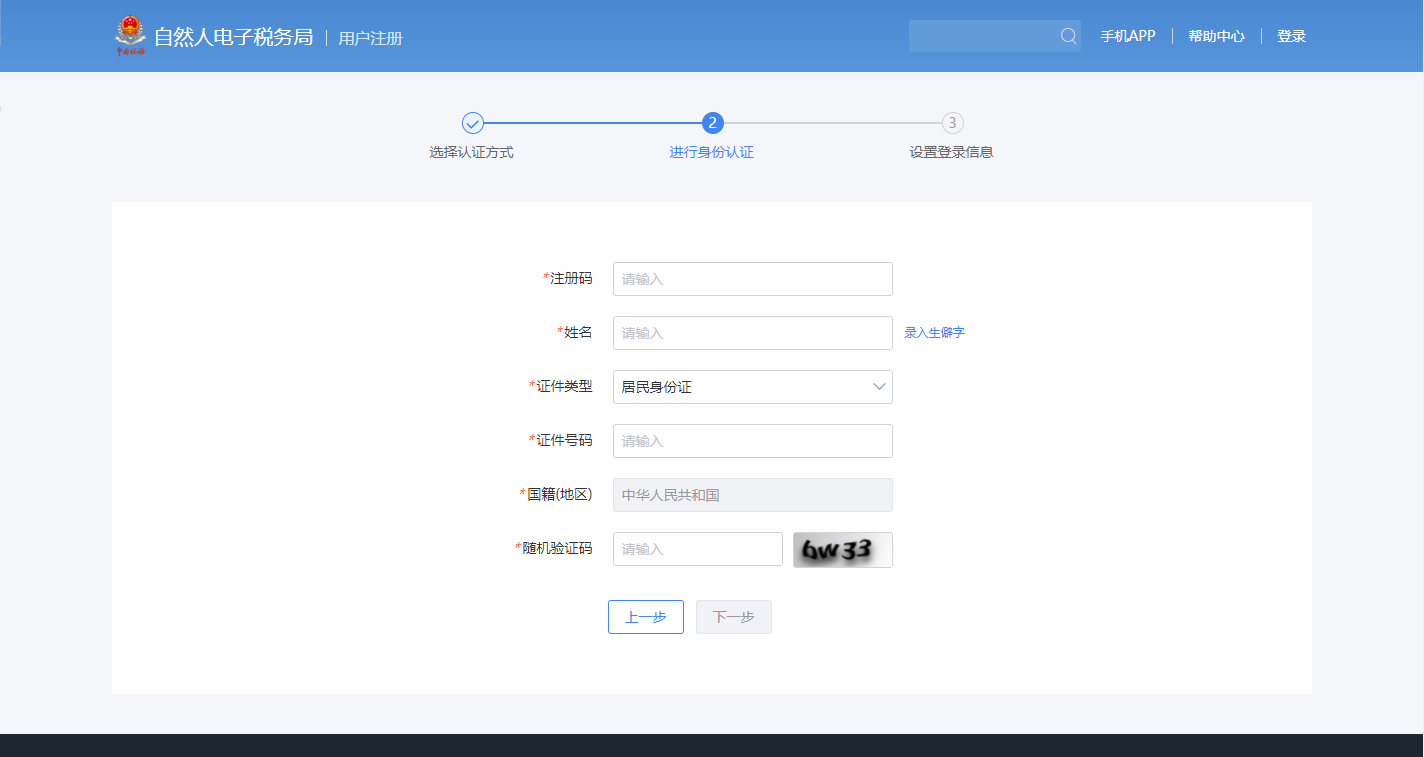 自然人电子税务局 | 用户注册 手机APP | 帮助中心 | 登录
2 3
选择认证方式 进行身份认证 设置登录信息
*注册码 请输入
*姓名 请输入 录入生僻字
*证件类型 居民身份证
*证件号码 请输入
*国籍(地区) 中华人民共和国
*随机验证码 请输入 6w33
上一步 下一步